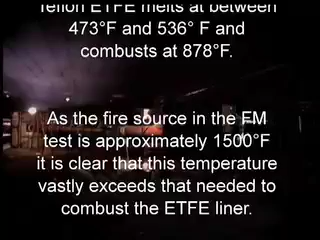 Teflon ETFE melts at between
473°F and 536° F and
combusts at 878°F.
As the fire source in the FM
test is approximately 1500°F
it is clear that this temperature
vastly exceeds that needed to
combust the ETFE liner.